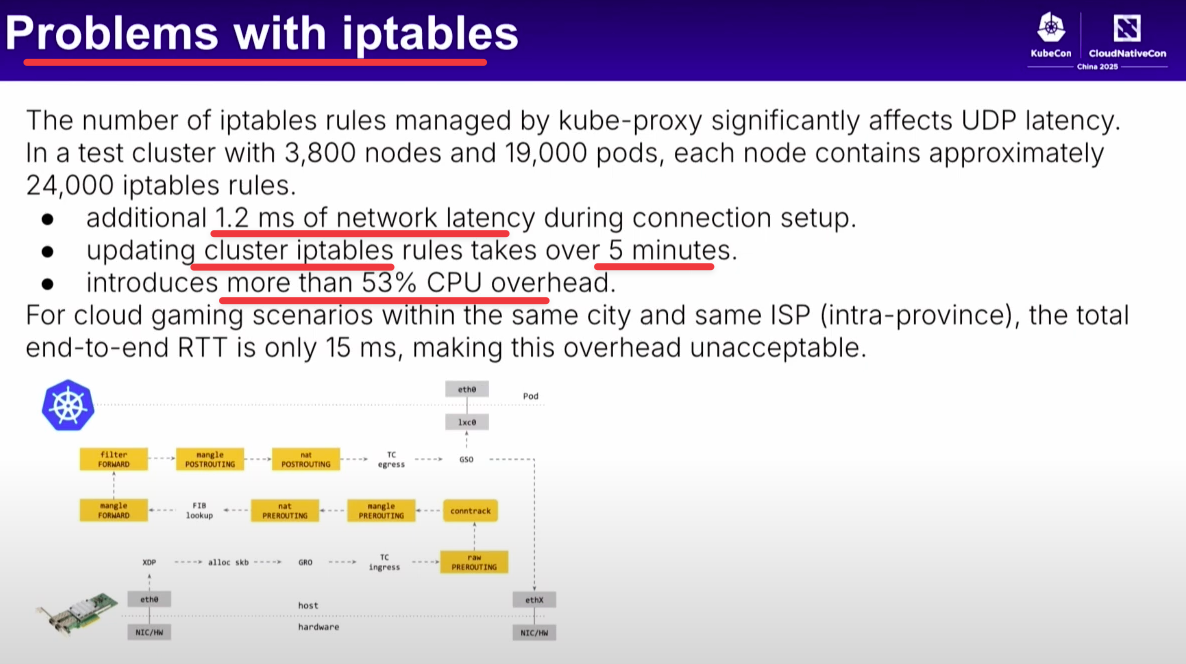 Problems with iptables
KubeCon
CloudNativeCon
China 2025
The number of iptables rules managed by kube-proxy significantly affects UDP latency.
In a test cluster with 3,800 nodes and 19,000 pods, each node contains approximately
24,000 iptables rules.
● additional 1.2 ms of network latency during connection setup.
● updating cluster iptables rules takes over 5 minutes.
● introduces more than 53% CPU overhead.
For cloud gaming scenarios within the same city and same ISP (intra-province), the total
end-to-end RTT is only 15 ms, making this overhead unacceptable.
eth0
Pod
lxc0
filter
FORWARD
mangle
POSTROUTING
nat
POSTROUTING
TC
egress
GSO
mangle
FORWARD
FIB
lookup
nat
PREROUTING
mangle
PREROUTING
conntrack
XDP
alloc skb
GRO
TC
ingress
raw
PREROUTING
eth0
host
ethX
NIC/HW
hardware
NIC/HW